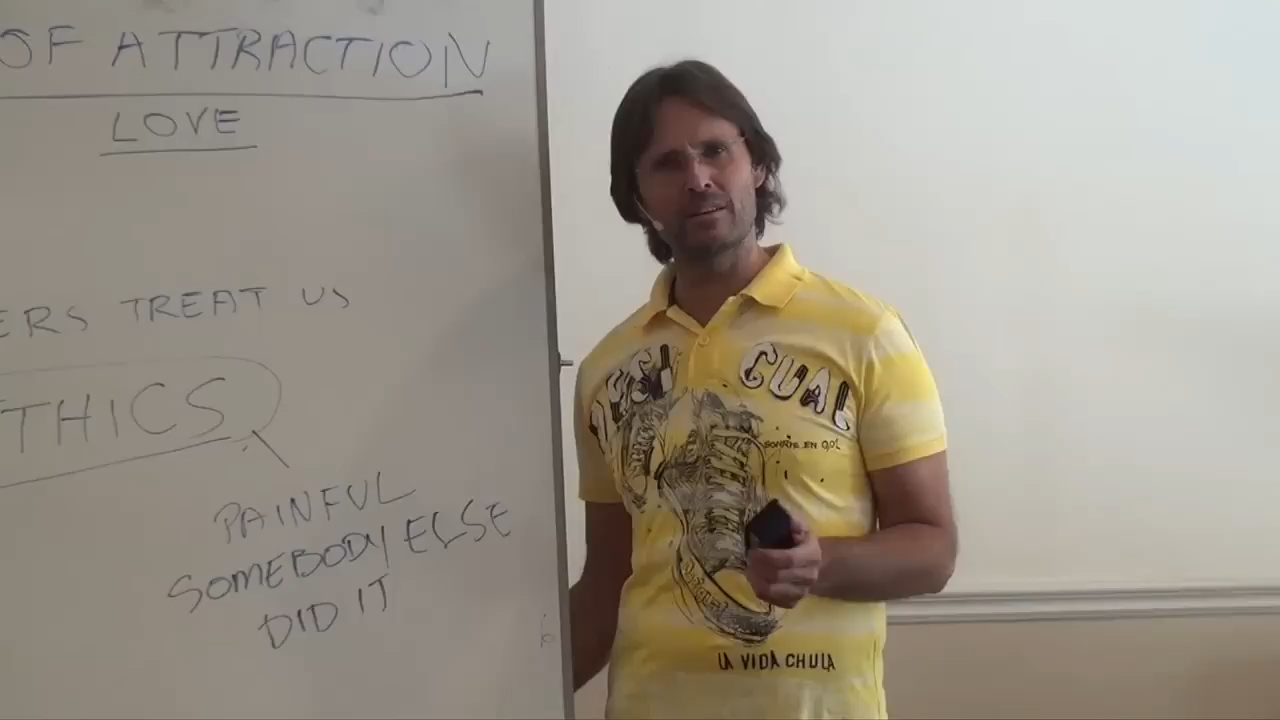 OF ATTRACTION
LOVE
ERS TREAT US
THICS
PAINFUL
SOMEBODY ELSE
DID IT
CUAL
LA VIDA CHULA